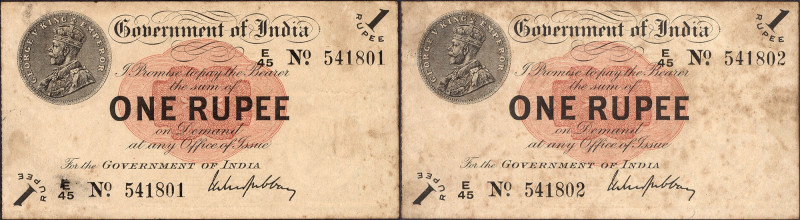 GEORGE V KING EMPEROR
Government of India
1 RUPEE
E/45 Nº 541801
I Promise to pay the Bearer
the sum of
ONE RUPEE
on Demand
at any Office of Issue
For the GOVERNMENT OF INDIA
1 RUPEE
E/45 Nº 541801
GEORGE V KING EMPEROR
Government of India
1 RUPEE
E/45 Nº 541802
I Promise to pay the Bearer
the sum of
ONE RUPEE
on Demand
at any Office of Issue
For the GOVERNMENT OF INDIA
1 RUPEE
E/45 Nº 541802